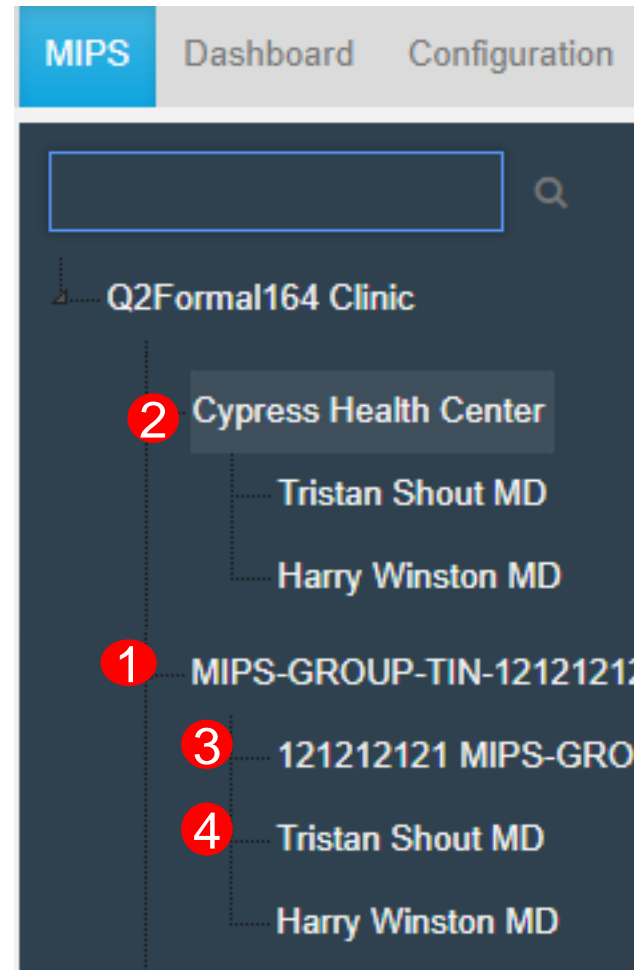 MIPS Dashboard Configuration
Q2Formal164 Clinic
2 Cypress Health Center
Tristan Shout MD
Harry Winston MD
1 MIPS-GROUP-TIN-1212121
3 121212121 MIPS-GRO
4 Tristan Shout MD
Harry Winston MD